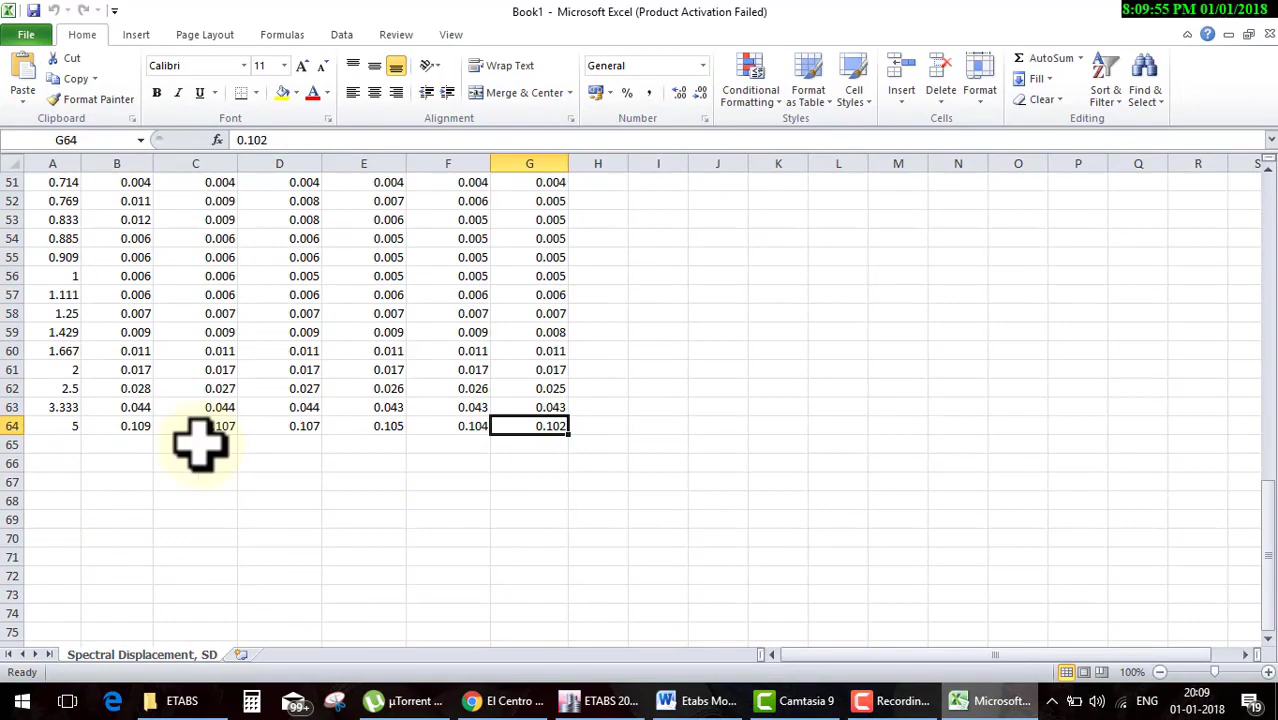 Book1 - Microsoft Excel (Product Activation Failed)
8:09:55 PM 01/01/2018
File Home Insert Page Layout Formulas Data Review View
Paste
Cut
Copy
Format Painter
Clipboard
Calibri 11
B I U
Font
Wrap Text
Merge & Center
Alignment
General
Number
Conditional Formatting
Format as Table
Cell Styles
Styles
Insert
Delete
Format
Cells
AutoSum
Fill
Clear
Sort & Filter
Find & Select
Editing
G64 fx 0.102
A B C D E F G H I J K L M N O P Q R S
51 0.714 0.004 0.004 0.004 0.004 0.004 0.004
52 0.769 0.011 0.009 0.008 0.007 0.006 0.005
53 0.833 0.012 0.009 0.008 0.006 0.005 0.005
54 0.885 0.006 0.006 0.006 0.005 0.005 0.005
55 0.909 0.006 0.006 0.005 0.005 0.005 0.005
56 1 0.006 0.006 0.005 0.005 0.005 0.005
57 1.111 0.006 0.006 0.006 0.006 0.006 0.006
58 1.25 0.007 0.007 0.007 0.007 0.007 0.007
59 1.429 0.009 0.009 0.009 0.009 0.009 0.008
60 1.667 0.011 0.011 0.011 0.011 0.011 0.011
61 2 0.017 0.017 0.017 0.017 0.017 0.017
62 2.5 0.028 0.027 0.027 0.026 0.026 0.025
63 3.333 0.044 0.044 0.044 0.043 0.043 0.043
64 5 0.109 107 0.107 0.105 0.104 0.102
65
66
67
68
69
70
71
72
73
74
75
Spectral Displacement, SD
Ready 100%
ETABS 99+ µTorrent El Centro ... ETABS 20... Etabs Mo... Camtasia 9 Recordin... Microsoft... ENG 20:09
01-01-2018 19